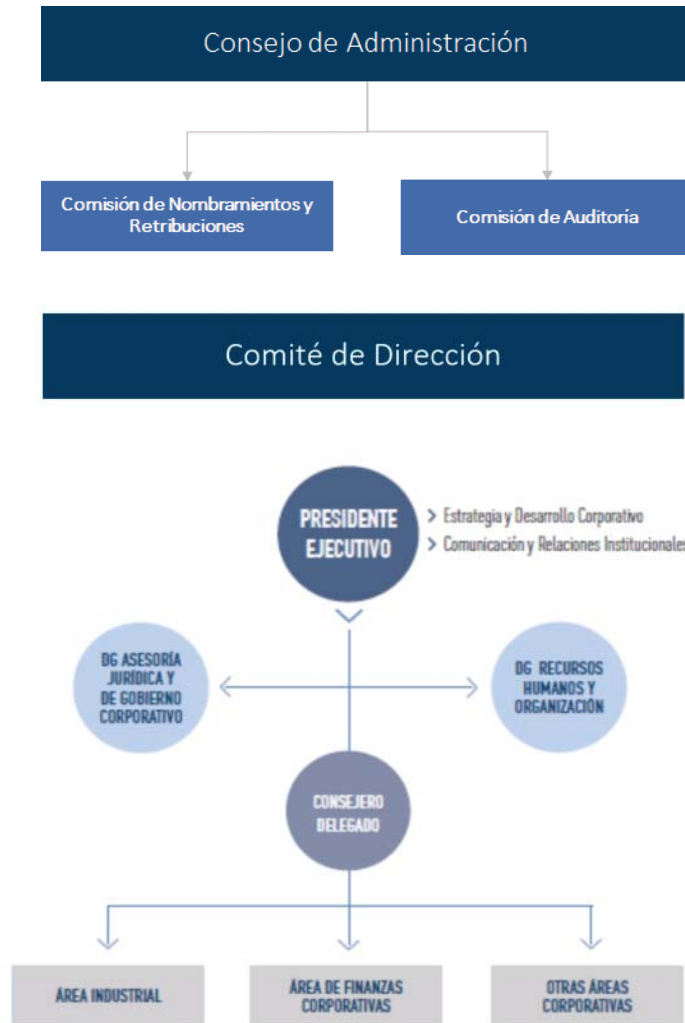 Consejo de Administración
Comisión de Nombramientos y
Retribuciones
Comisión de Auditoría
Comité de Dirección
PRESIDENTE
EJECUTIVO
> Estrategia y Desarrollo Corporativo
> Comunicación y Relaciones Institucionales
DG ASESORÍA
JURÍDICA Y
DE GOBIERNO
CORPORATIVO
DG RECURSOS
HUMANOS Y
ORGANIZACIÓN
CONSEJERO
DELEGADO
ÁREA INDUSTRIAL
ÁREA DE FINANZAS
CORPORATIVAS
OTRAS ÁREAS
CORPORATIVAS